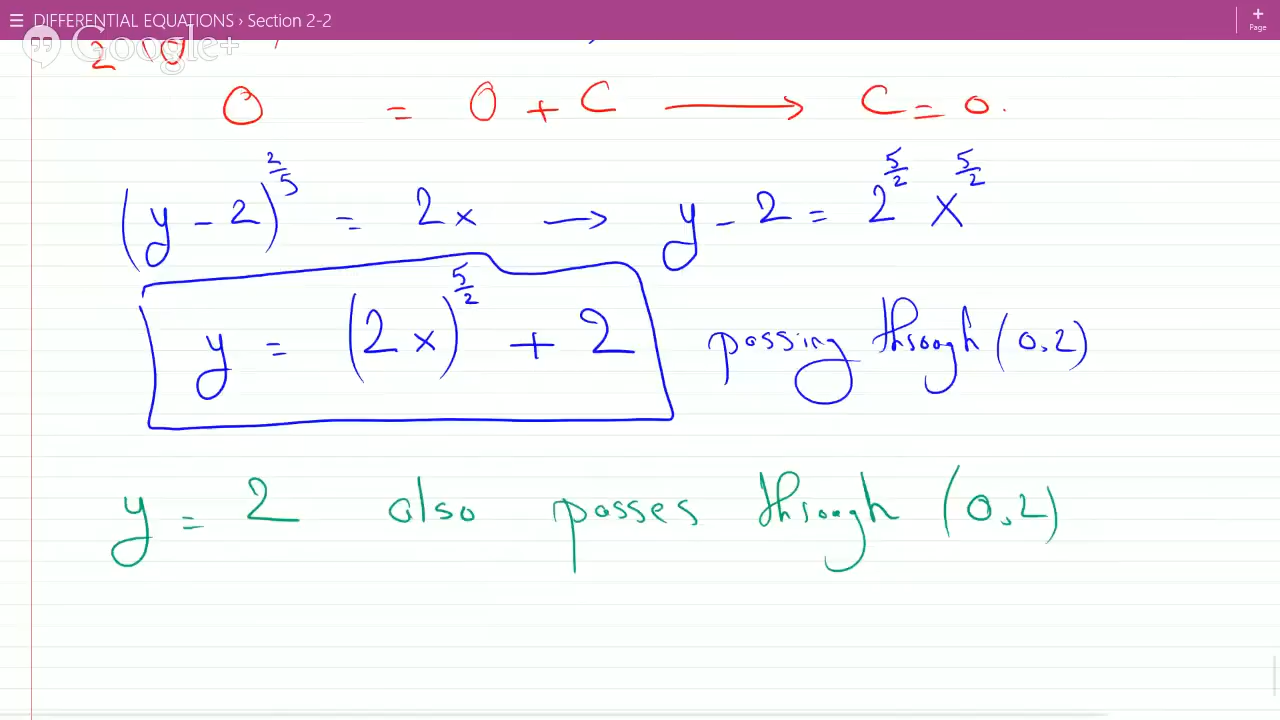 ☰ DIFFERENTIAL EQUATIONS › Section 2-2
+ Page
Google+
0 = 0 + C ⟶ C = 0.
(y - 2)^{2/5} = 2x → y - 2 = 2^{5/2} x^{5/2}
y = (2x)^{5/2} + 2 passing through (0,2)
y = 2 also passes through (0,2)